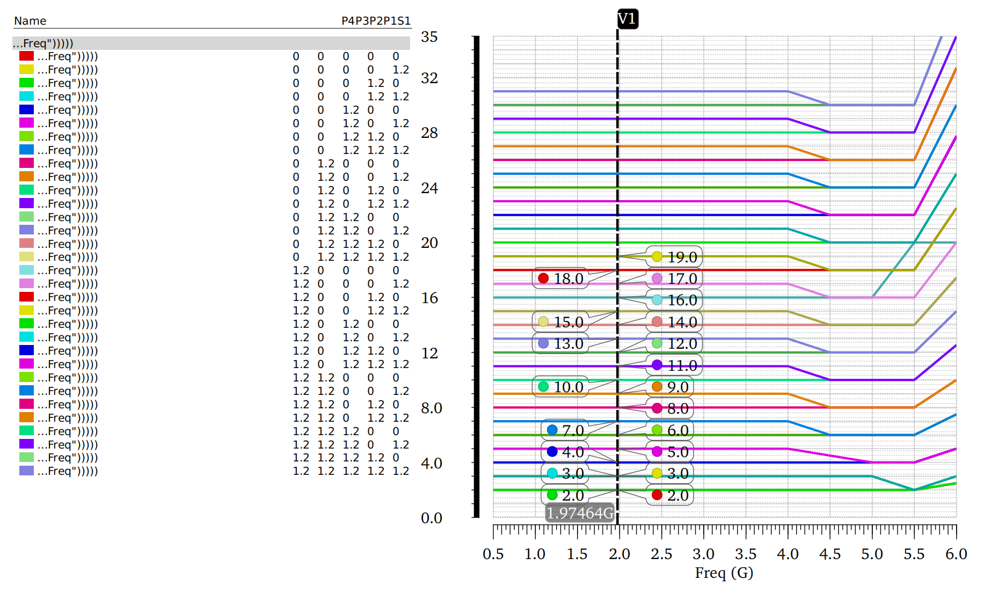 Name P4P3P2P1S1
...Freq")))))
...Freq"))))) 0 0 0 0 0
...Freq"))))) 0 0 0 0 1.2
...Freq"))))) 0 0 0 1.2 0
...Freq"))))) 0 0 0 1.2 1.2
...Freq"))))) 0 0 1.2 0 0
...Freq"))))) 0 0 1.2 0 1.2
...Freq"))))) 0 0 1.2 1.2 0
...Freq"))))) 0 0 1.2 1.2 1.2
...Freq"))))) 0 1.2 0 0 0
...Freq"))))) 0 1.2 0 0 1.2
...Freq"))))) 0 1.2 0 1.2 0
...Freq"))))) 0 1.2 0 1.2 1.2
...Freq"))))) 0 1.2 1.2 0 0
...Freq"))))) 0 1.2 1.2 0 1.2
...Freq"))))) 0 1.2 1.2 1.2 0
...Freq"))))) 0 1.2 1.2 1.2 1.2
...Freq"))))) 1.2 0 0 0 0
...Freq"))))) 1.2 0 0 0 1.2
...Freq"))))) 1.2 0 0 1.2 0
...Freq"))))) 1.2 0 0 1.2 1.2
...Freq"))))) 1.2 0 1.2 0 0
...Freq"))))) 1.2 0 1.2 0 1.2
...Freq"))))) 1.2 0 1.2 1.2 0
...Freq"))))) 1.2 0 1.2 1.2 1.2
...Freq"))))) 1.2 1.2 0 0 0
...Freq"))))) 1.2 1.2 0 0 1.2
...Freq"))))) 1.2 1.2 0 1.2 0
...Freq"))))) 1.2 1.2 0 1.2 1.2
...Freq"))))) 1.2 1.2 1.2 0 0
...Freq"))))) 1.2 1.2 1.2 0 1.2
...Freq"))))) 1.2 1.2 1.2 1.2 0
...Freq"))))) 1.2 1.2 1.2 1.2 1.2
V1
35
32
28
24
20
16
12
8.0
4.0
0.0
19.0
18.0 17.0
16.0
15.0 14.0
13.0 12.0
11.0
10.0 9.0
8.0
7.0 6.0
4.0 5.0
3.0 3.0
2.0 2.0
1.97464G
0.5 1.0 1.5 2.0 2.5 3.0 3.5 4.0 4.5 5.0 5.5 6.0
Freq (G)